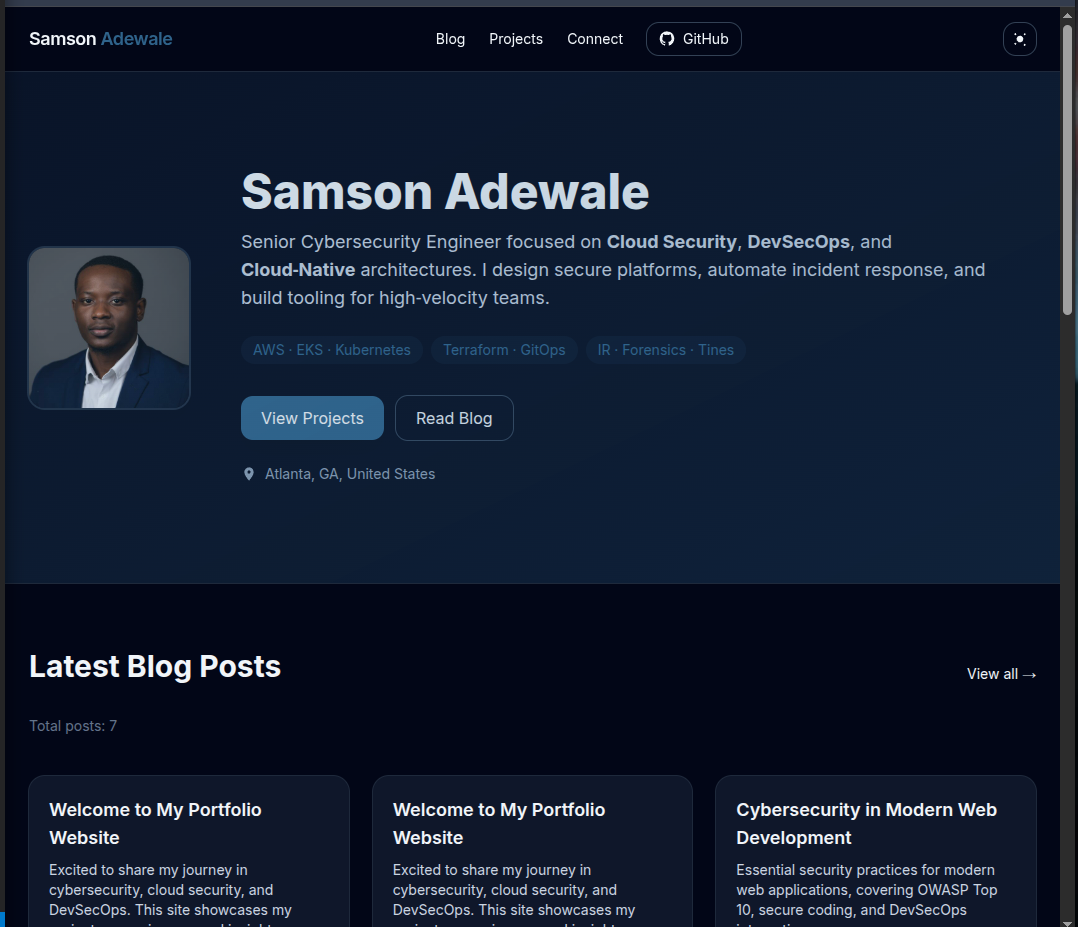 Samson Adewale
Blog
Projects
Connect
GitHub
Samson Adewale
Senior Cybersecurity Engineer focused on Cloud Security, DevSecOps, and
Cloud-Native architectures. I design secure platforms, automate incident response, and
build tooling for high-velocity teams.
AWS · EKS · Kubernetes
Terraform · GitOps
IR · Forensics · Tines
View Projects
Read Blog
Atlanta, GA, United States
Latest Blog Posts
View all →
Total posts: 7
Welcome to My Portfolio
Website
Excited to share my journey in
cybersecurity, cloud security, and
DevSecOps. This site showcases my
Welcome to My Portfolio
Website
Excited to share my journey in
cybersecurity, cloud security, and
DevSecOps. This site showcases my
Cybersecurity in Modern Web
Development
Essential security practices for modern
web applications, covering OWASP Top
10, secure coding, and DevSecOps